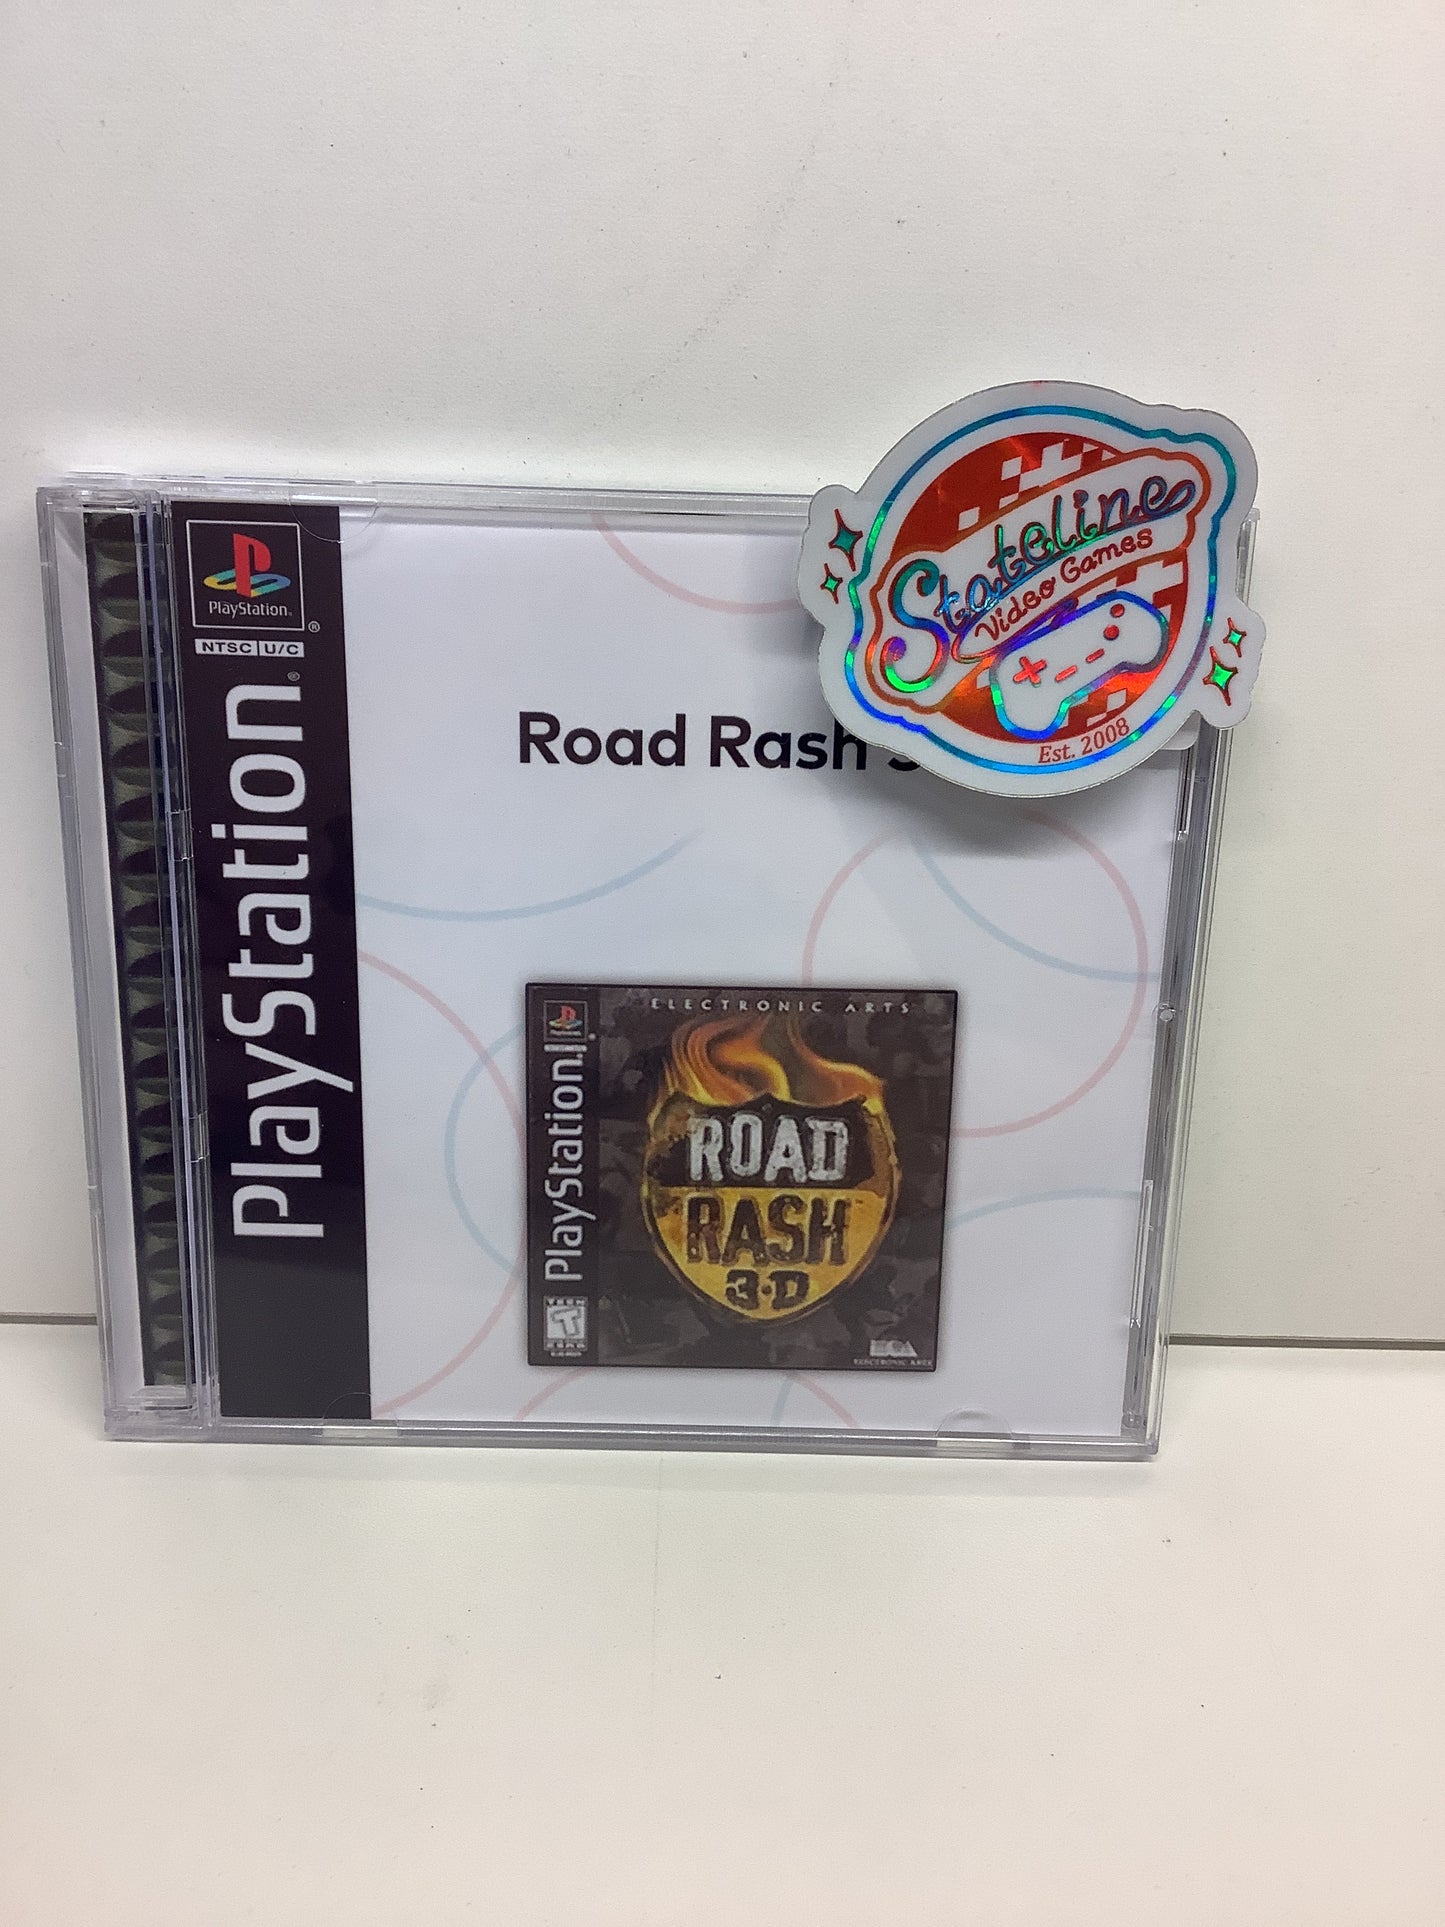 PlayStation®
NTSC U/C
PlayStation®
Road Rash
Stateline
Video Games
Est. 2008
ELECTRONIC ARTS
PlayStation
ROAD
RASH
3·D
TEEN
T
ESRB
EA
ELECTRONIC ARTS